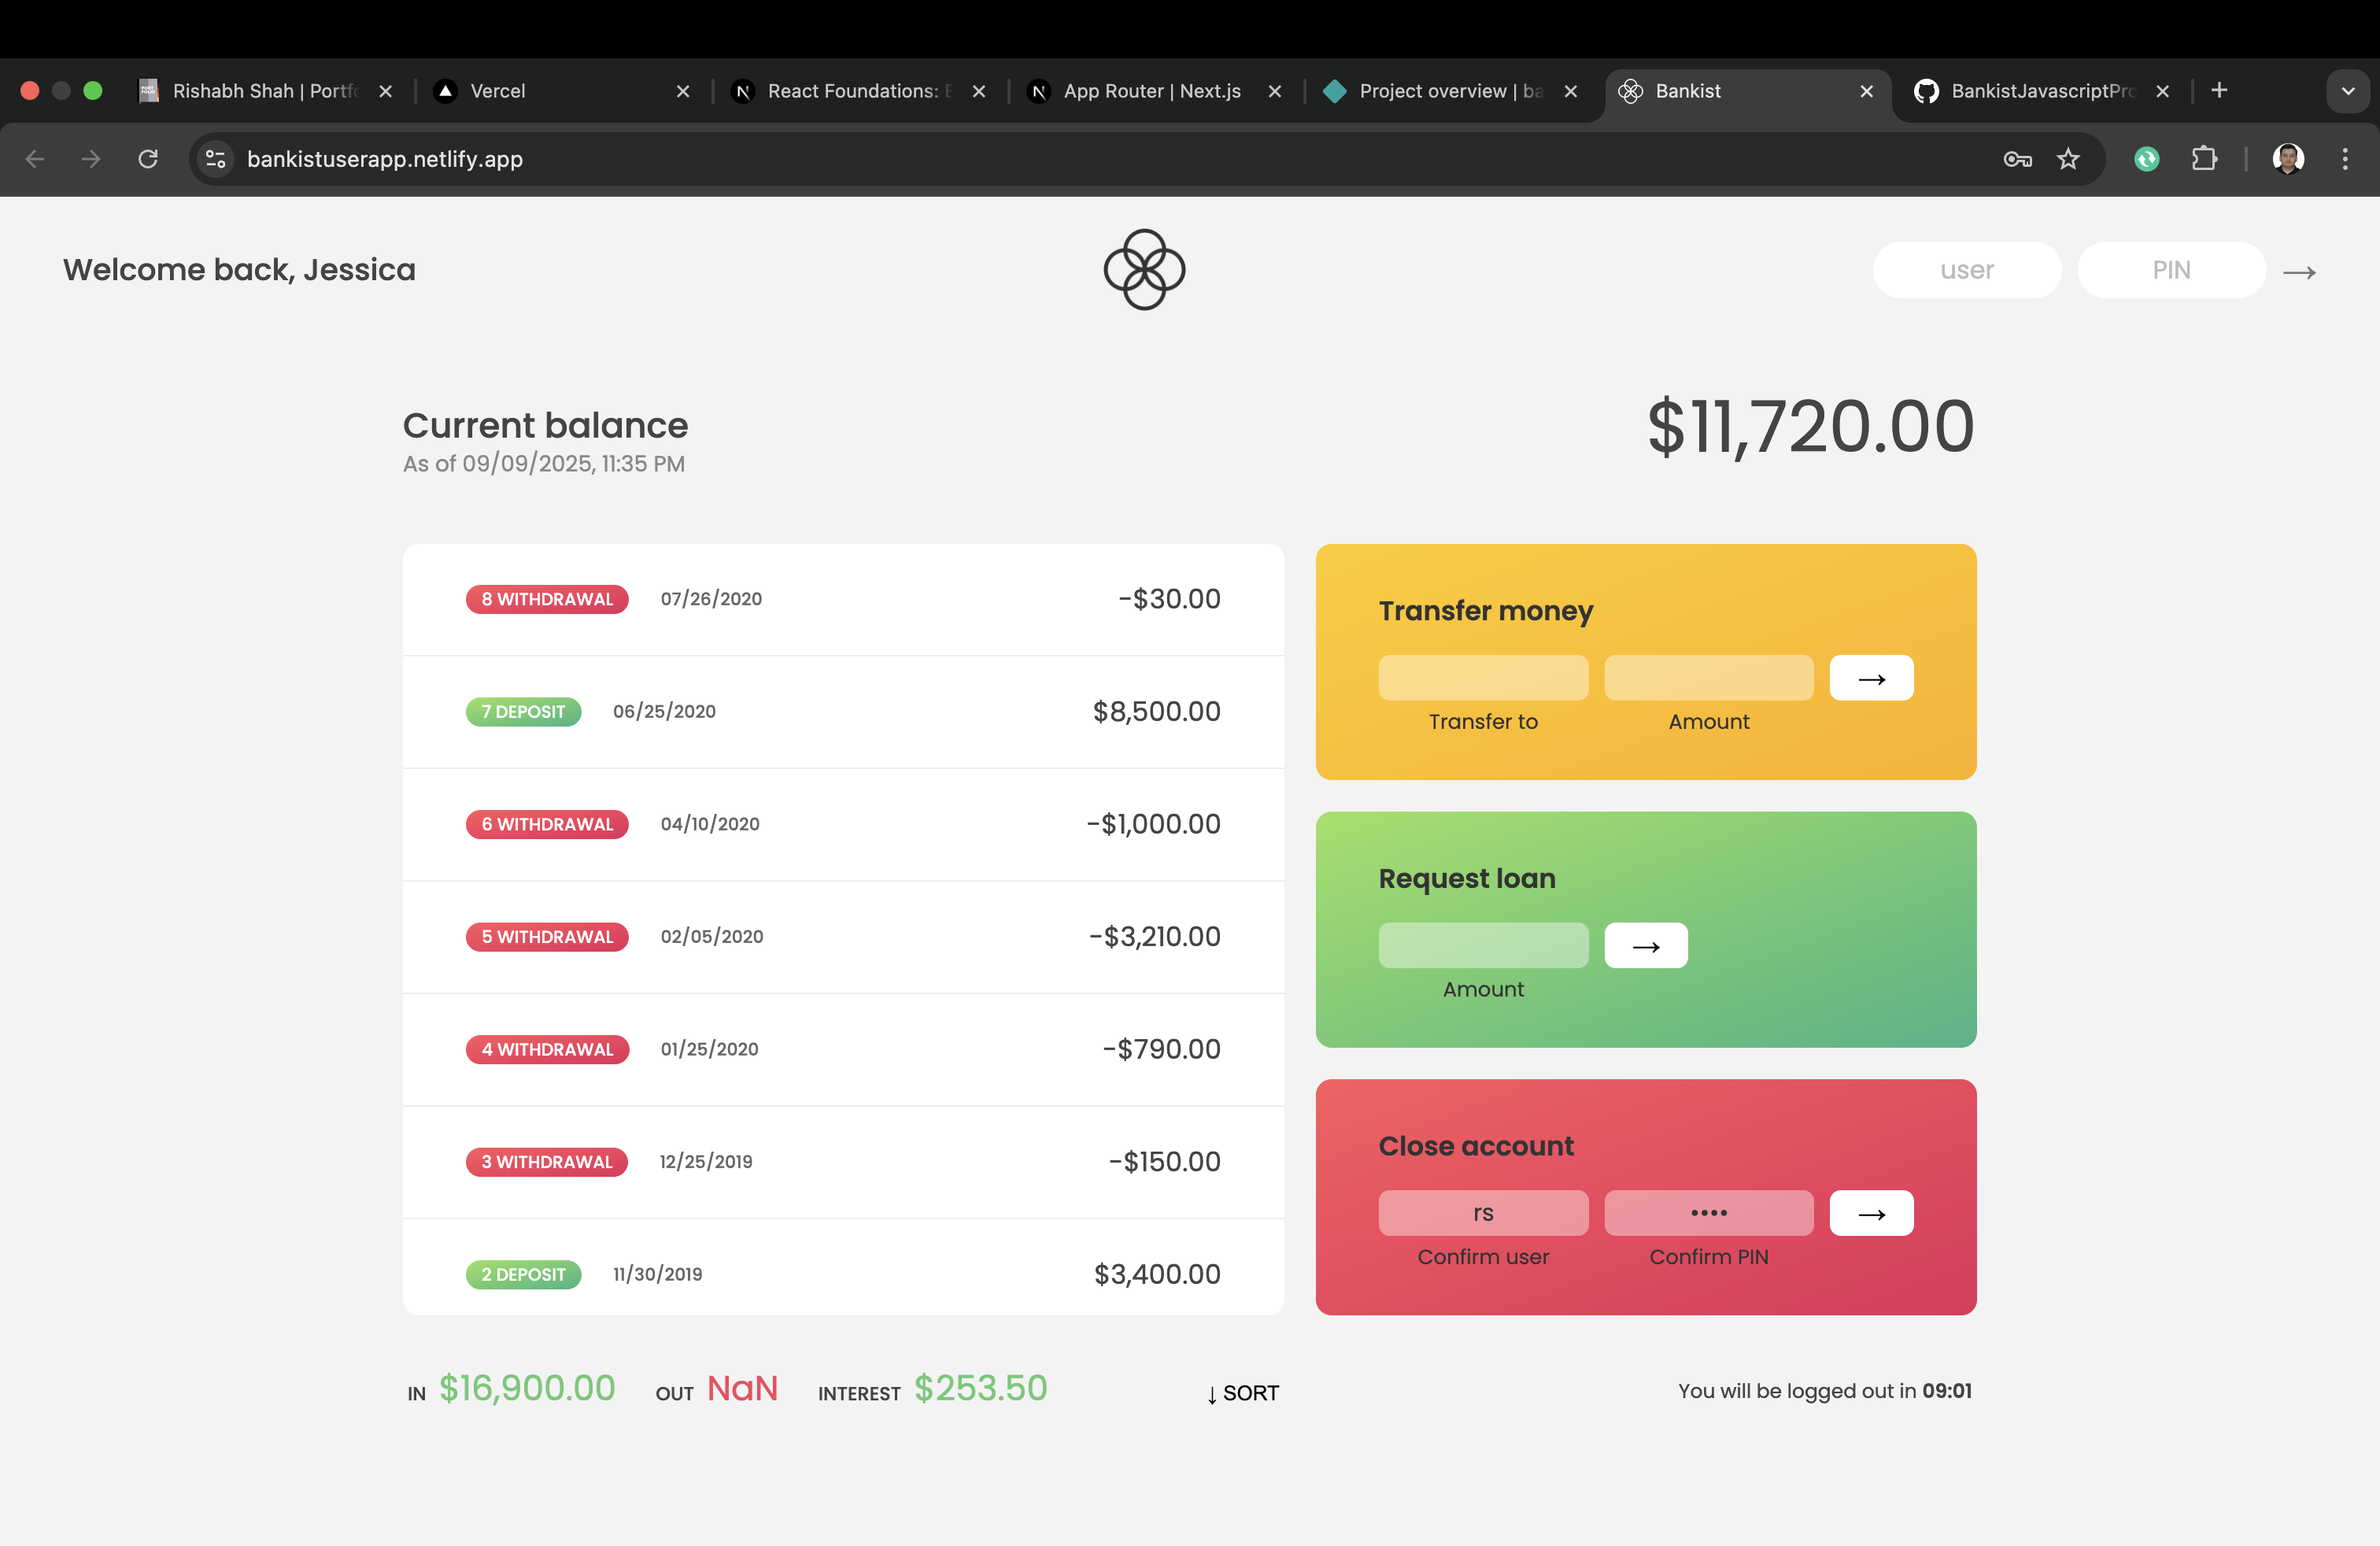 Rishabh Shah | Portfo
Vercel
React Foundations: E
App Router | Next.js
Project overview | ba
Bankist
BankistJavascriptPro
bankistuserapp.netlify.app
Welcome back, Jessica
user
PIN
→
Current balance
As of 09/09/2025, 11:35 PM
$11,720.00
8 WITHDRAWAL 07/26/2020 -$30.00
7 DEPOSIT 06/25/2020 $8,500.00
6 WITHDRAWAL 04/10/2020 -$1,000.00
5 WITHDRAWAL 02/05/2020 -$3,210.00
4 WITHDRAWAL 01/25/2020 -$790.00
3 WITHDRAWAL 12/25/2019 -$150.00
2 DEPOSIT 11/30/2019 $3,400.00
Transfer money
→
Transfer to Amount
Request loan
→
Amount
Close account
rs •••• →
Confirm user Confirm PIN
IN $16,900.00 OUT NaN INTEREST $253.50 ↓ SORT
You will be logged out in 09:01